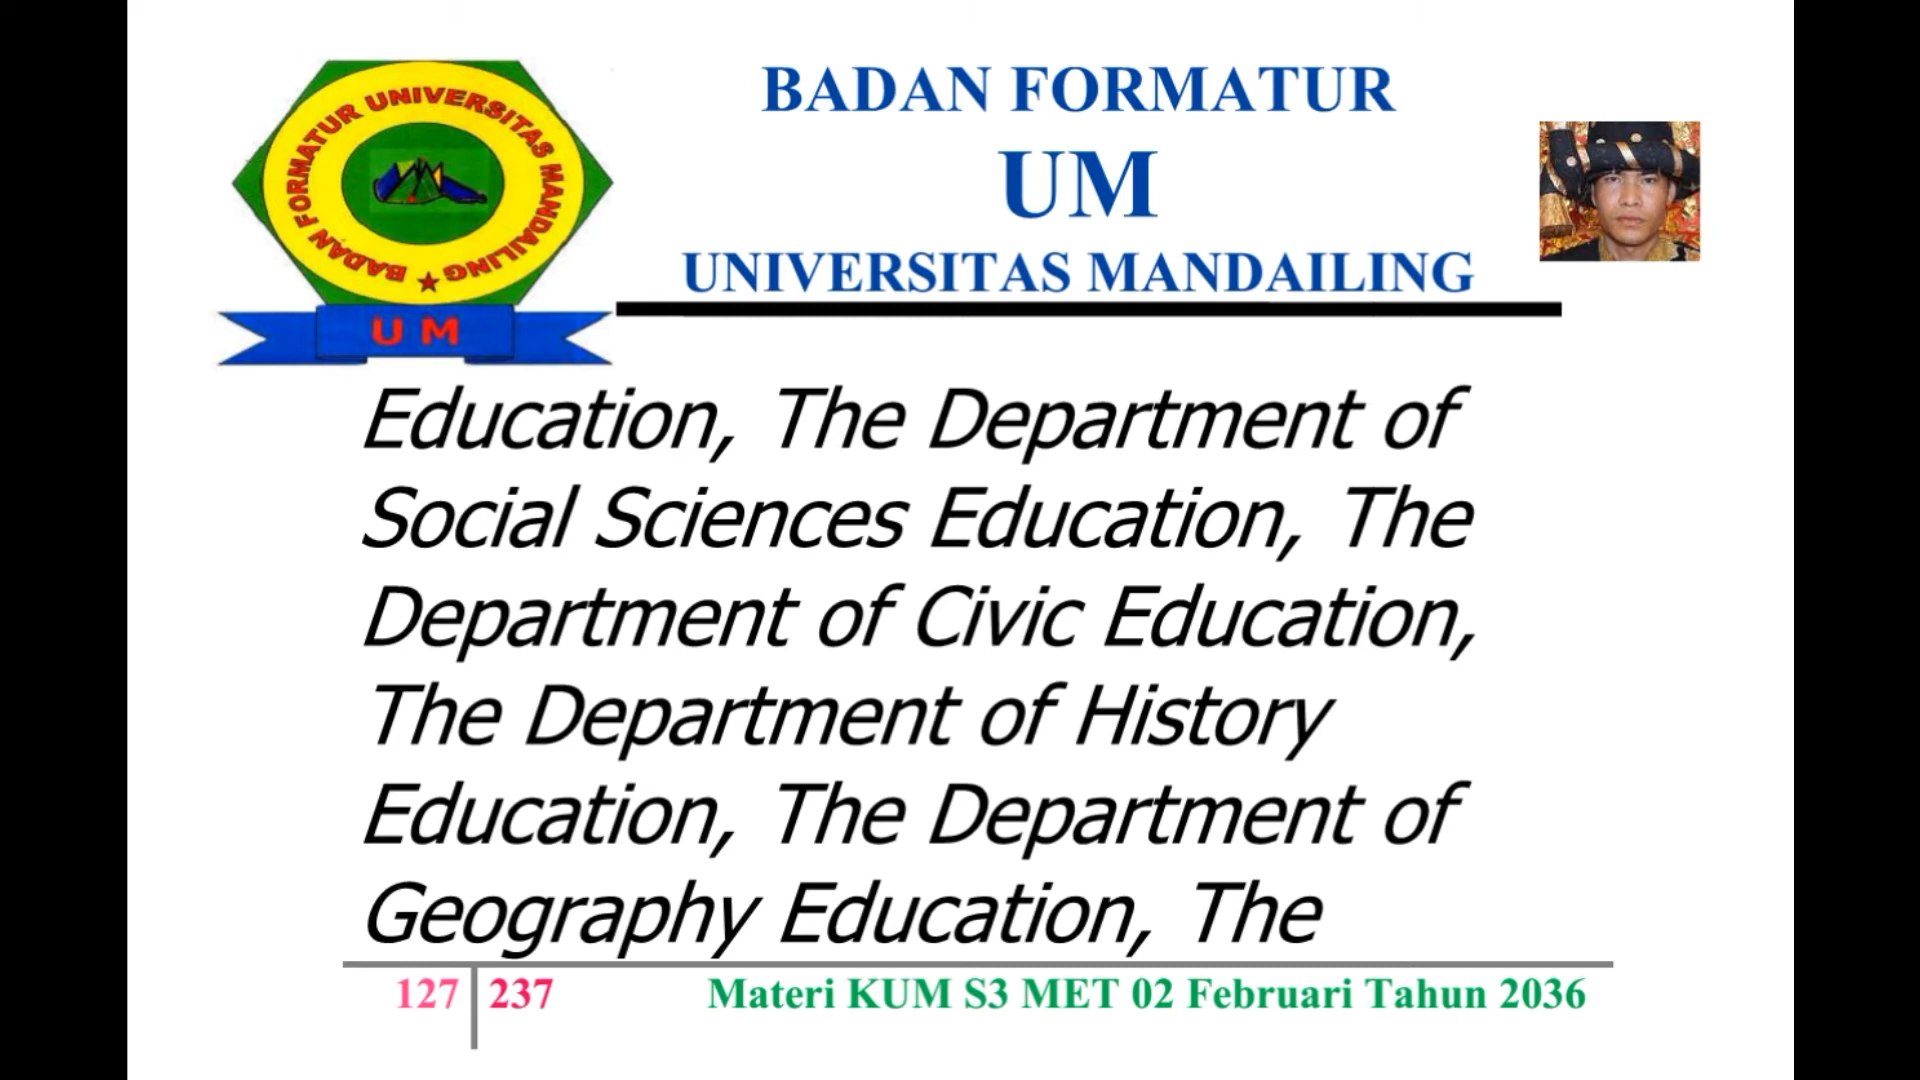 BADAN FORMATUR UNIVERSITAS MANDAILING
UM
BADAN FORMATUR
UM
UNIVERSITAS MANDAILING
Education, The Department of
Social Sciences Education, The
Department of Civic Education,
The Department of History
Education, The Department of
Geography Education, The
127 237 Materi KUM S3 MET 02 Februari Tahun 2036